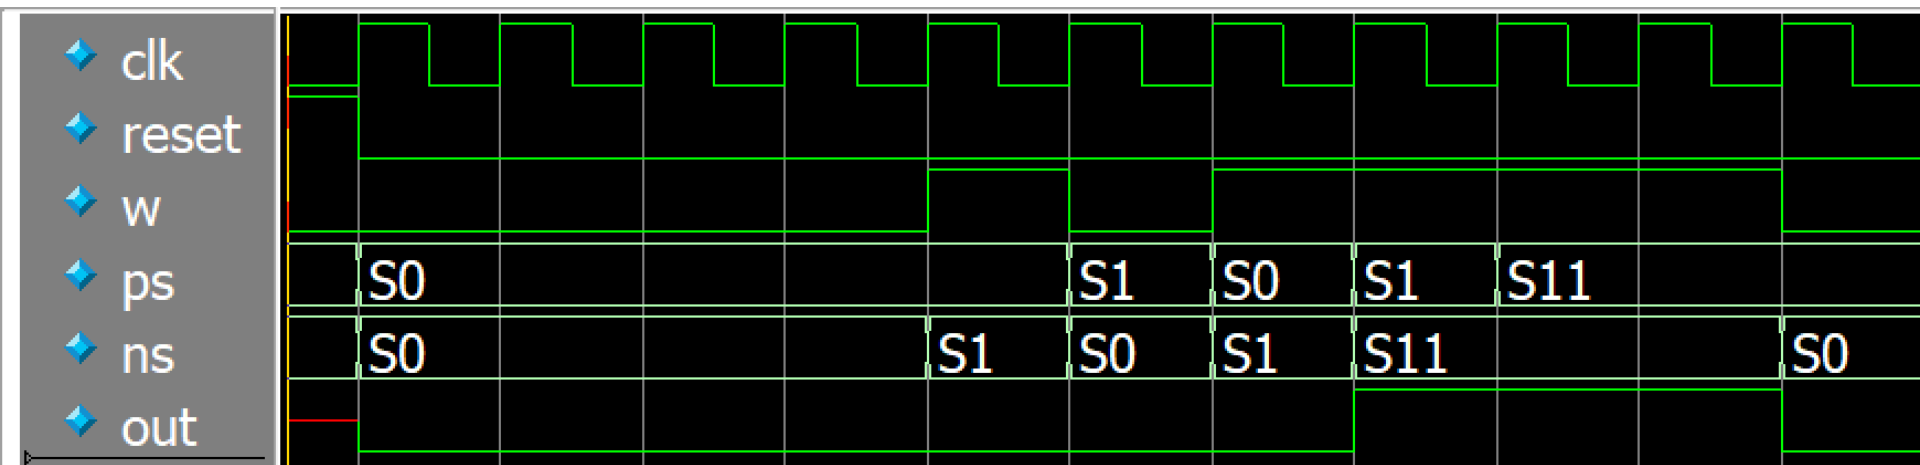 clk
reset
w
ps S0 S1 S0 S1 S11
ns S0 S1 S0 S1 S11 S0
out